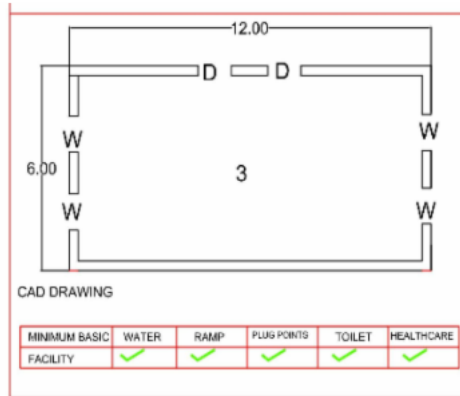 12.00
D D
W W
6.00 3
W W
CAD DRAWING
MINIMUM BASIC WATER RAMP PLUG POINTS TOILET HEALTHCARE
FACILITY ✓ ✓ ✓ ✓ ✓